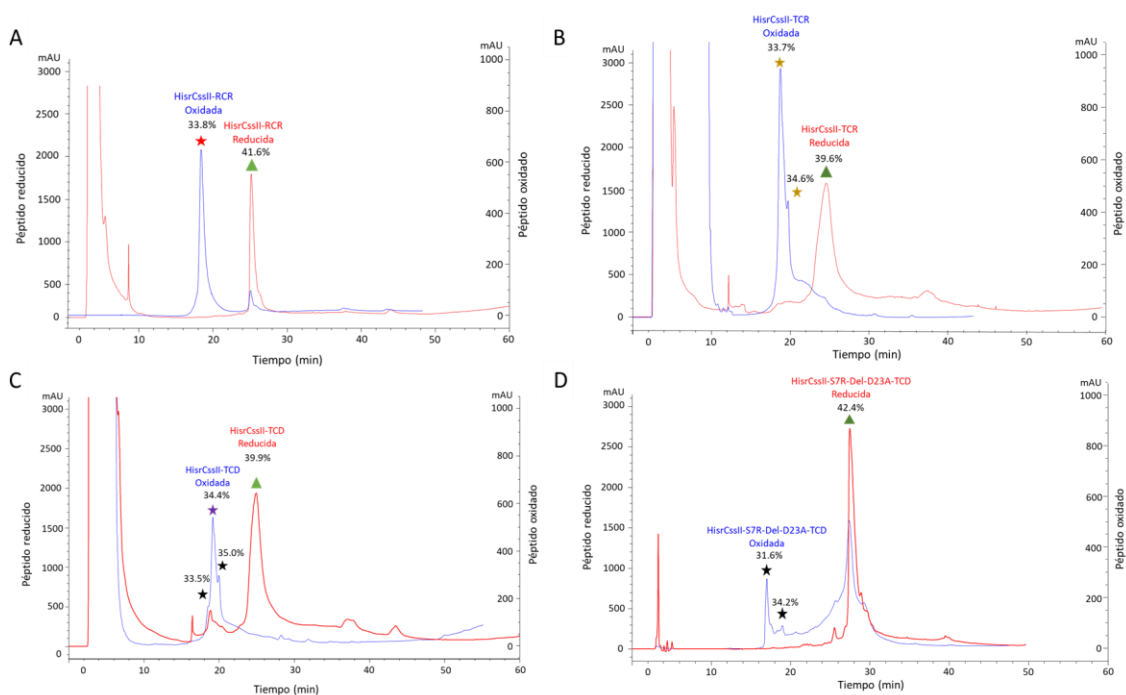 A
mAU
mAU
3000
2500
2000
1500
1000
500
0
1000
800
600
400
200
0
Péptido reducido
Péptido oxidado
HisrCssII-RCR
Oxidada
33.8%
HisrCssII-RCR
Reducida
41.6%
0 10 20 30 40 50 60
Tiempo (min)
B
mAU
mAU
3000
2500
2000
1500
1000
500
0
1000
800
600
400
200
0
Péptido reducido
Péptido oxidado
HisrCssII-TCR
Oxidada
33.7%
34.6%
HisrCssII-TCR
Reducida
39.6%
0 10 20 30 40 50 60
Tiempo (min)
C
mAU
mAU
3000
2500
2000
1500
1000
500
0
1000
800
600
400
200
0
Péptido reducido
Péptido oxidado
HisrCssII-TCD
Reducida
39.9%
HisrCssII-TCD
Oxidada
34.4%
35.0%
33.5%
0 10 20 30 40 50 60
Tiempo (min)
D
mAU
mAU
3000
2500
2000
1500
1000
500
0
1000
800
600
400
200
0
Péptido reducido
Péptido oxidado
HisrCssII-S7R-Del-D23A-TCD
Reducida
42.4%
HisrCssII-S7R-Del-D23A-TCD
Oxidada
31.6%
34.2%
0 10 20 30 40 50 60
Tiempo (min)